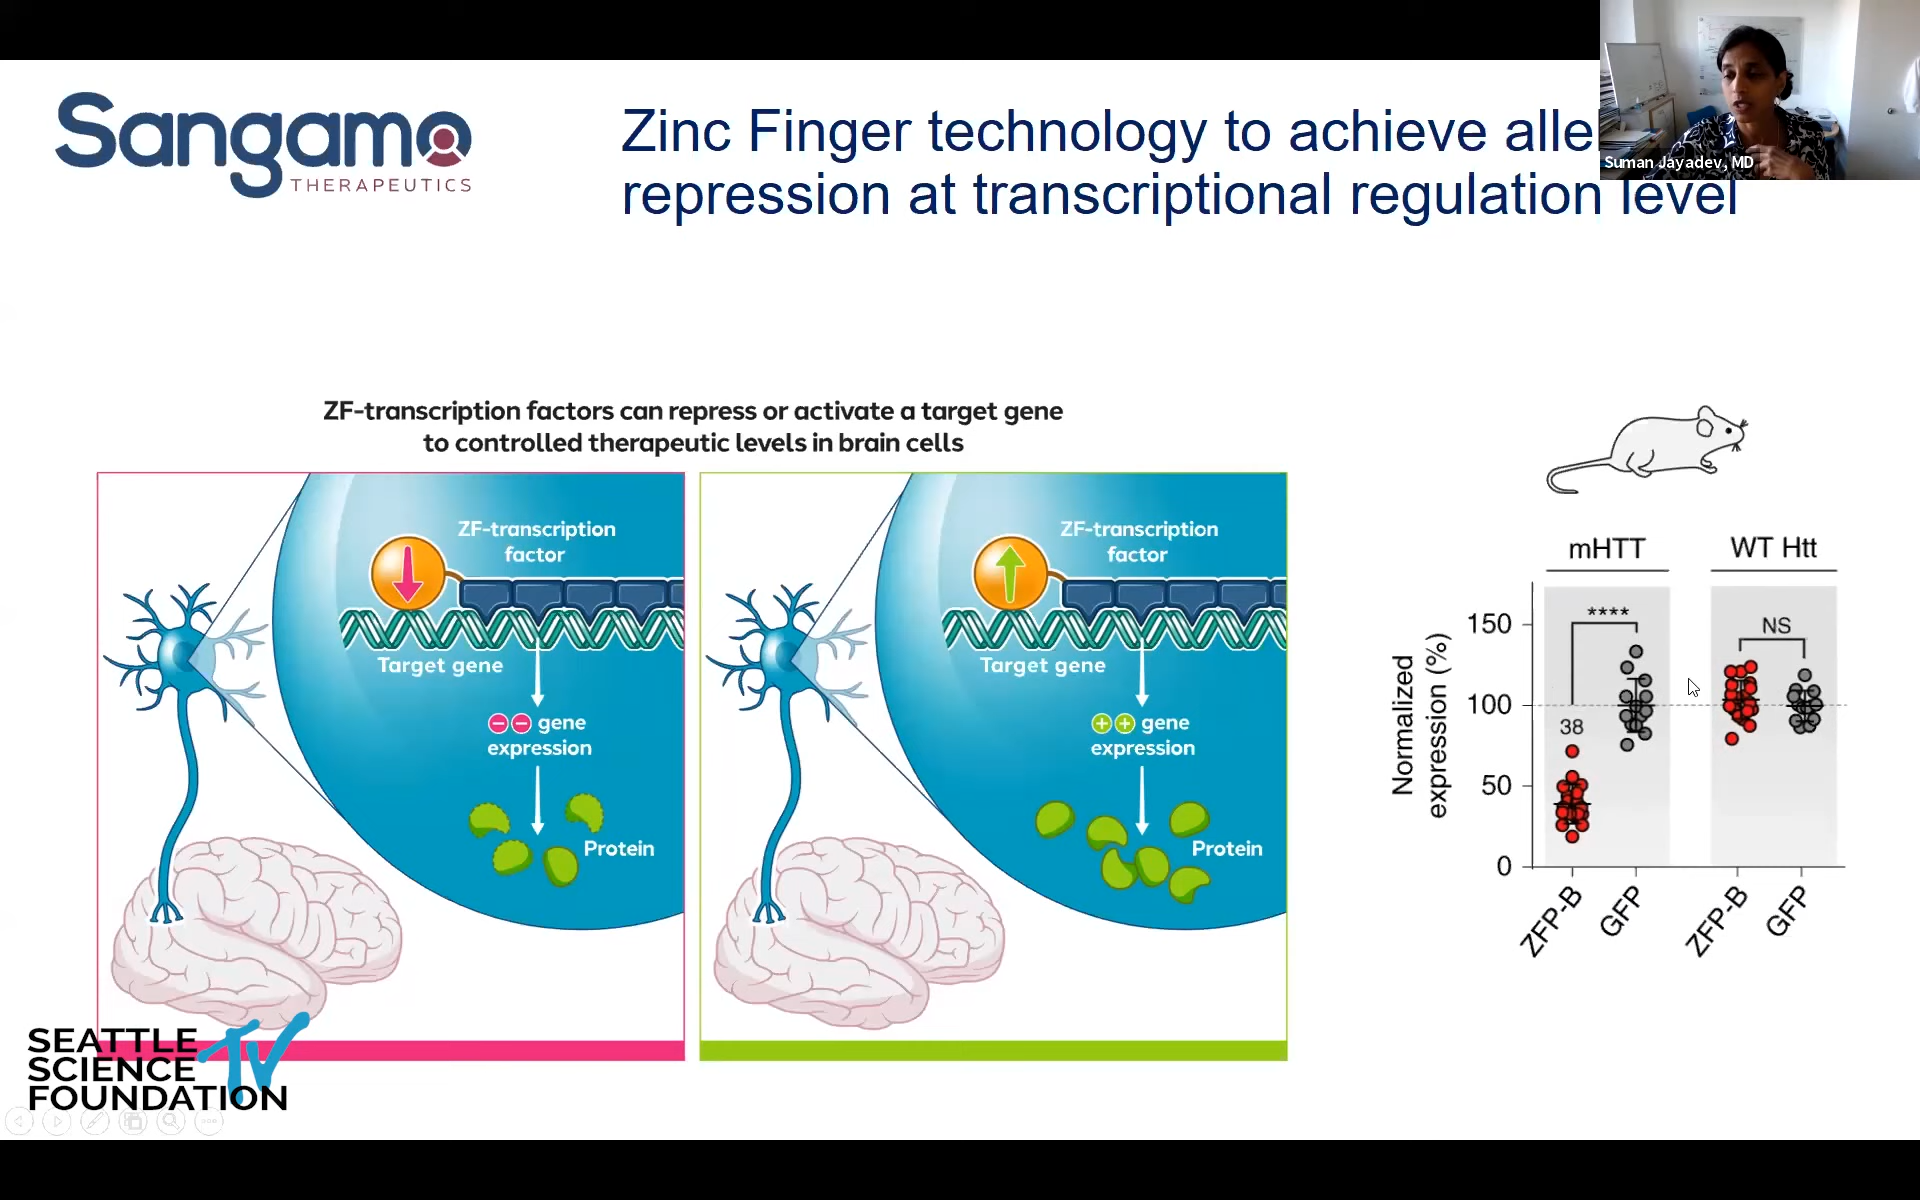 Sangamo
THERAPEUTICS
Zinc Finger technology to achieve alle
repression at transcriptional regulation level
Suman Jayadev, MD
ZF-transcription factors can repress or activate a target gene
to controlled therapeutic levels in brain cells
ZF-transcription
factor
Target gene
gene
expression
Protein
ZF-transcription
factor
Target gene
gene
expression
Protein
mHTT
WT Htt
****
NS
38
Normalized
expression (%)
150
100
50
0
ZFP-B
GFP
ZFP-B
GFP
SEATTLE
SCIENCE
FOUNDATION
TV